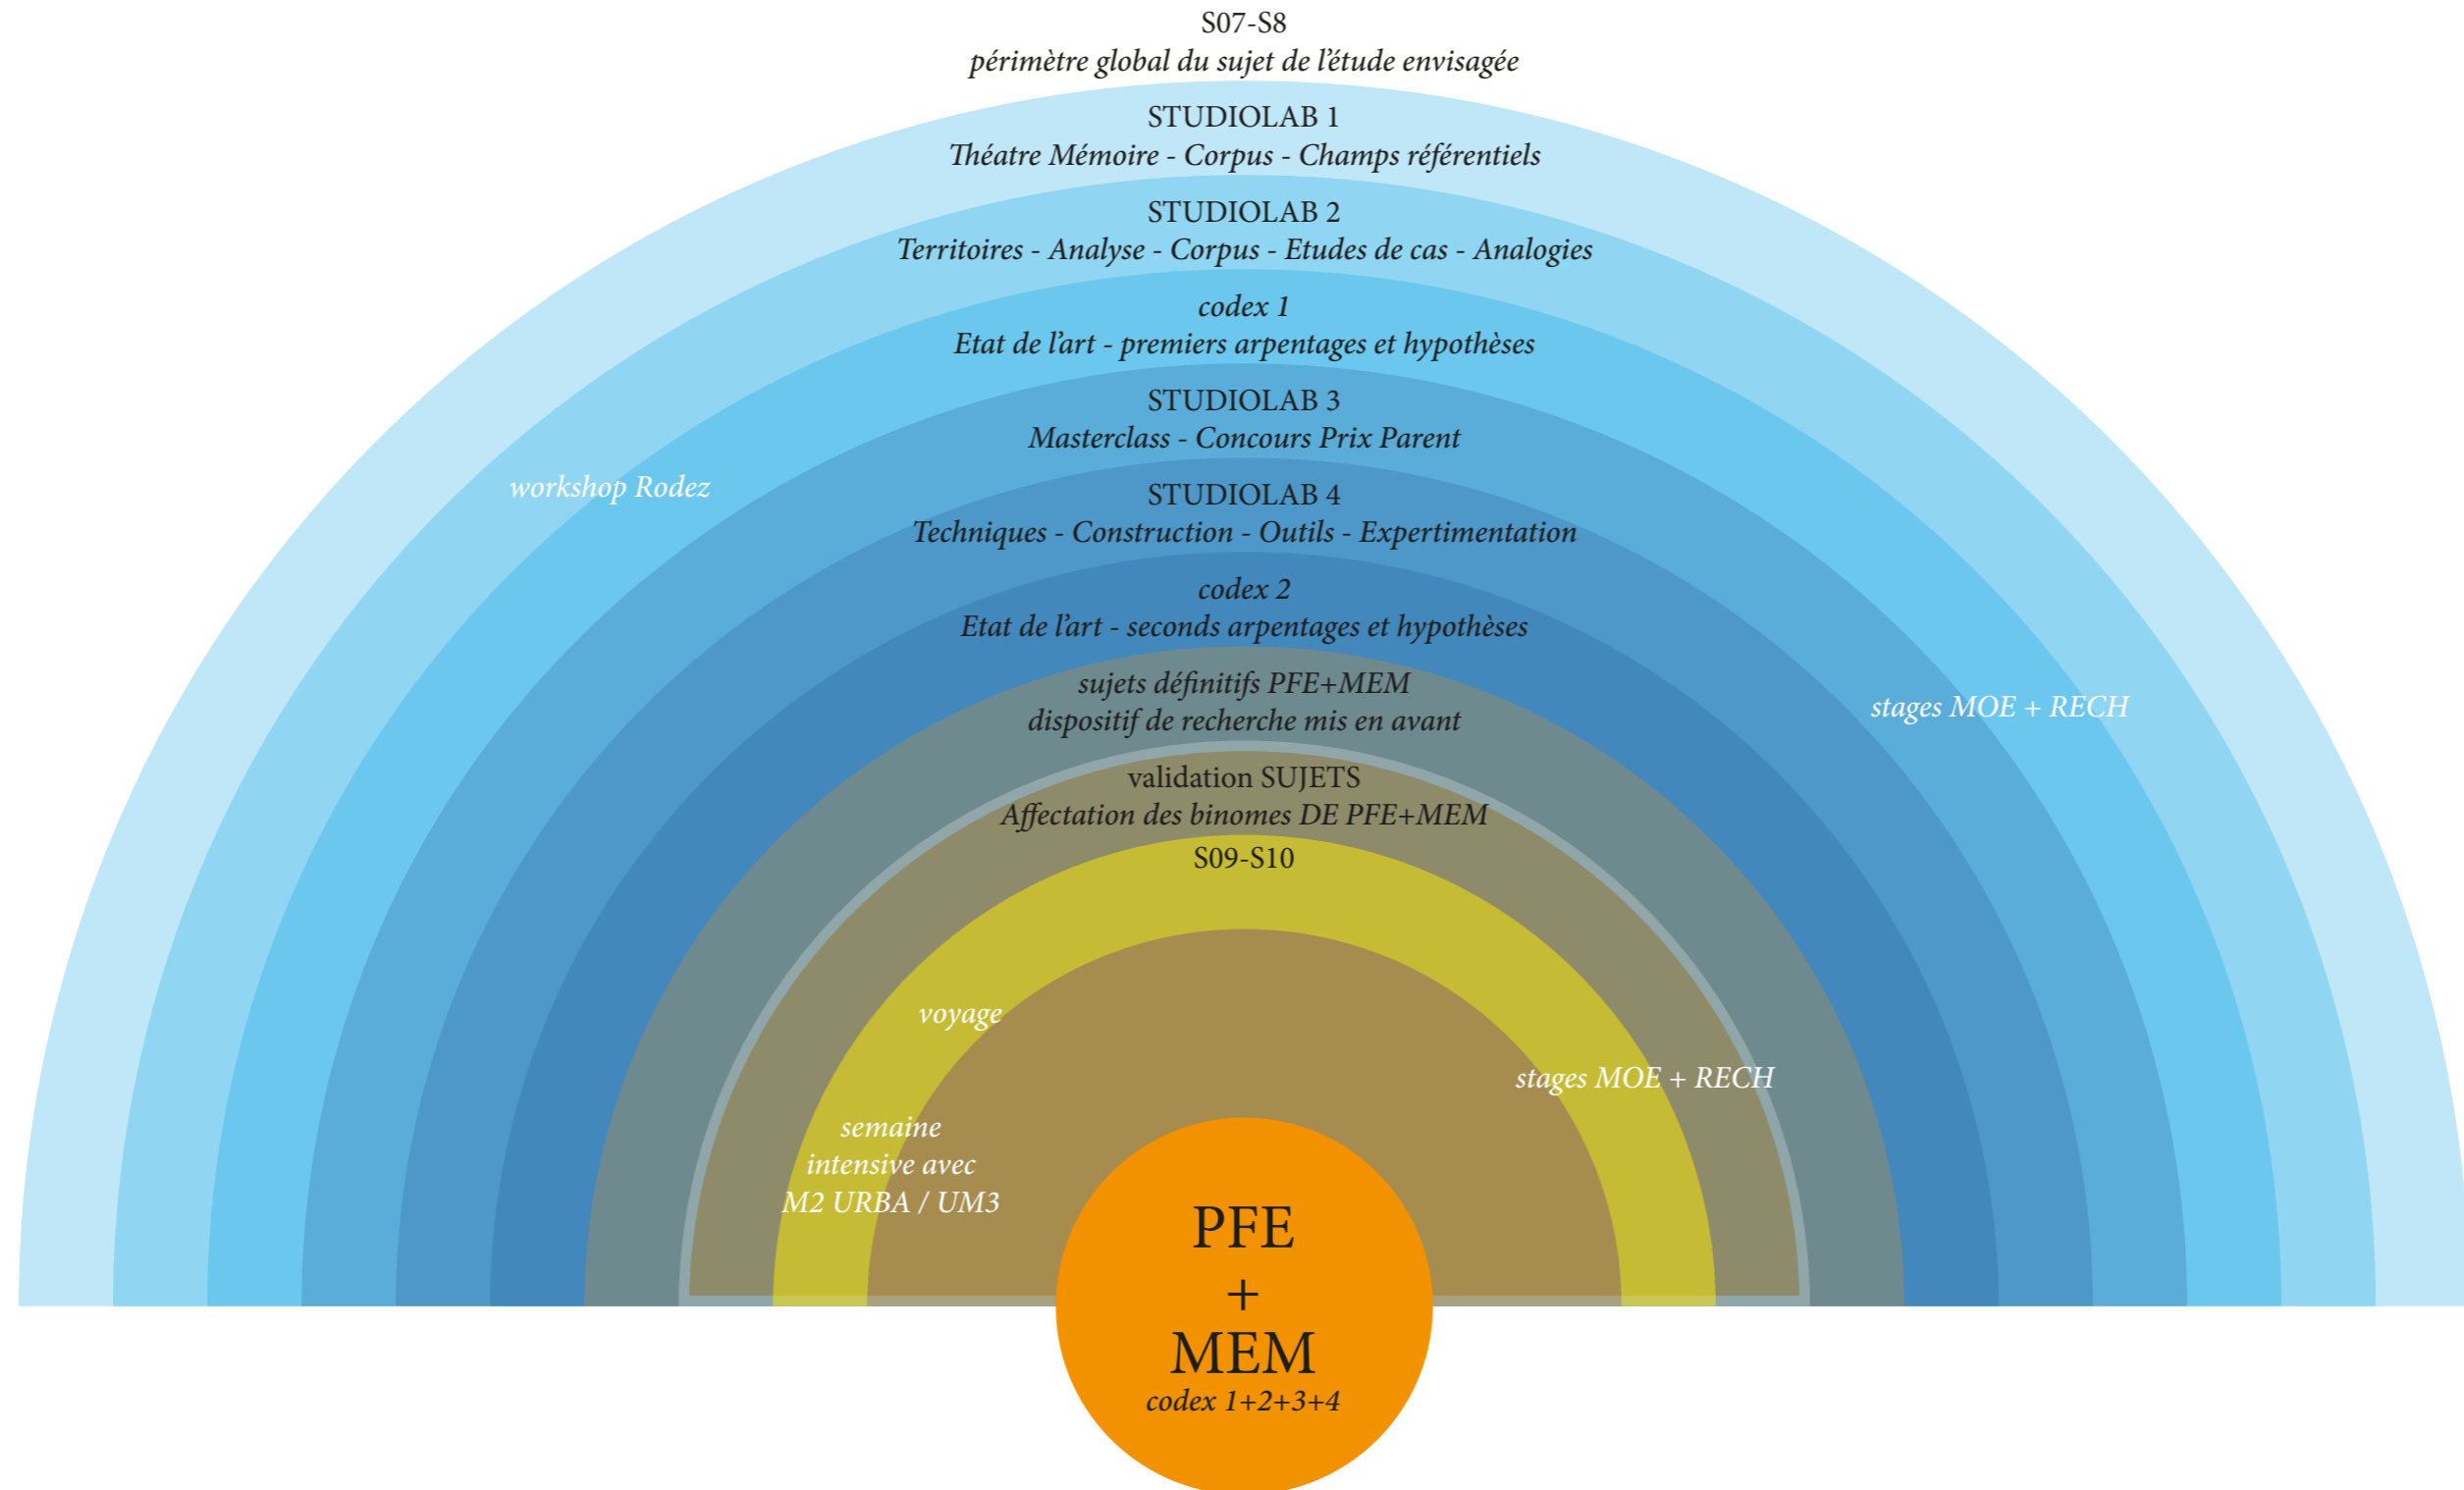 S07-S8
périmètre global du sujet de l'étude envisagée
STUDIOLAB 1
Théatre Mémoire - Corpus - Champs référentiels
STUDIOLAB 2
Territoires - Analyse - Corpus - Etudes de cas - Analogies
codex 1
Etat de l'art - premiers arpentages et hypothèses
STUDIOLAB 3
Masterclass - Concours Prix Parent
workshop Rodez
STUDIOLAB 4
Techniques - Construction - Outils - Expertimentation
codex 2
Etat de l'art - seconds arpentages et hypothèses
sujets définitifs PFE+MEM
dispositif de recherche mis en avant
stages MOE + RECH
validation SUJETS
Affectation des binomes DE PFE+MEM
S09-S10
voyage
stages MOE + RECH
semaine
intensive avec
M2 URBA / UM3
PFE
+
MEM
codex 1+2+3+4